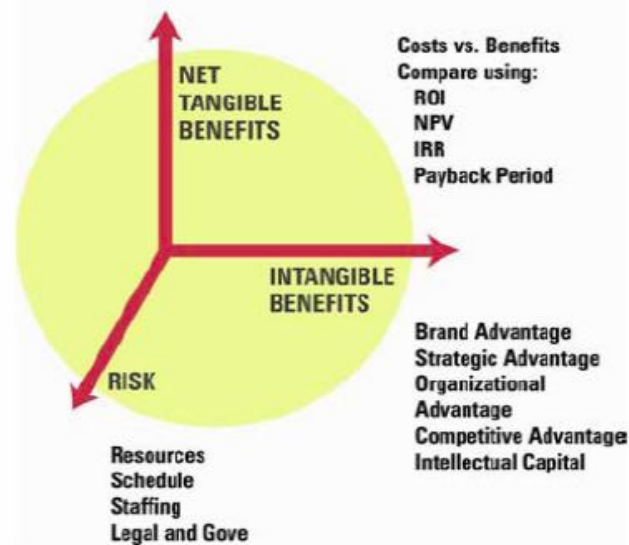 NET
TANGIBLE
BENEFITS
Costs vs. Benefits
Compare using:
ROI
NPV
IRR
Payback Period
INTANGIBLE
BENEFITS
Brand Advantage
Strategic Advantage
Organizational
Advantage
Competitive Advantage
Intellectual Capital
RISK
Resources
Schedule
Staffing
Legal and Gove